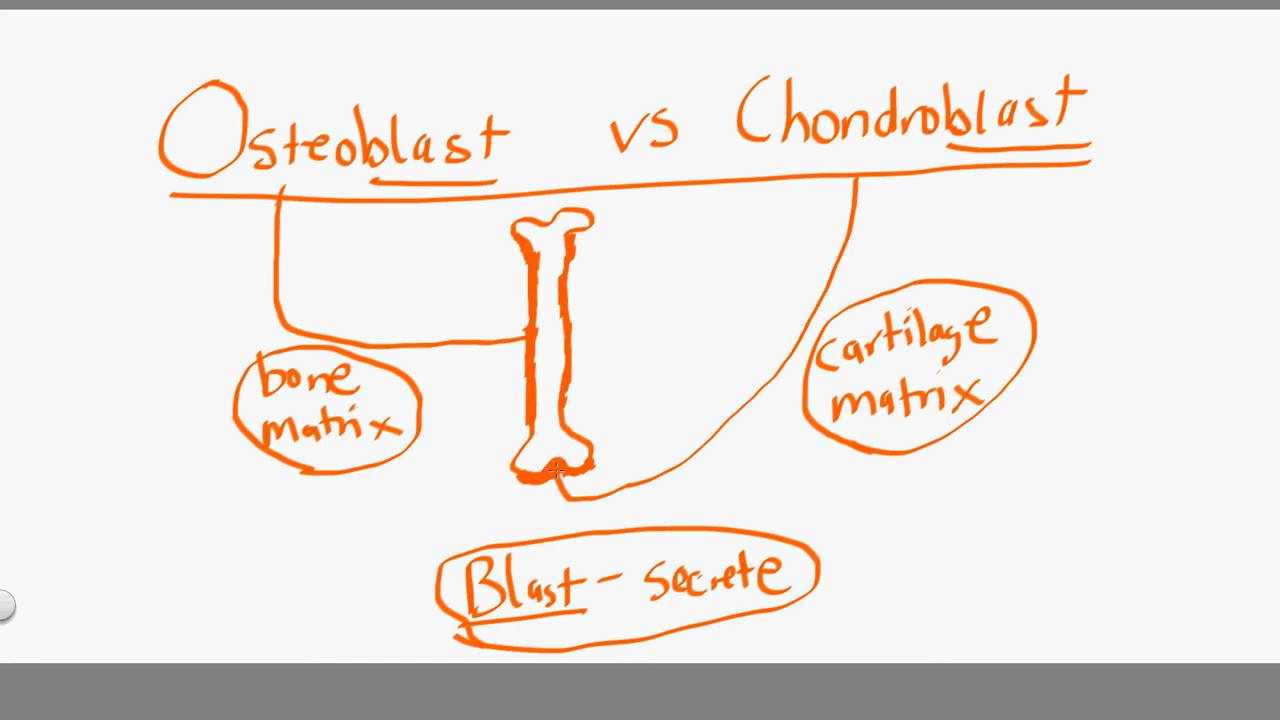 Osteoblast vs Chondroblast
bone
matrix
cartilage
matrix
Blast - secrete